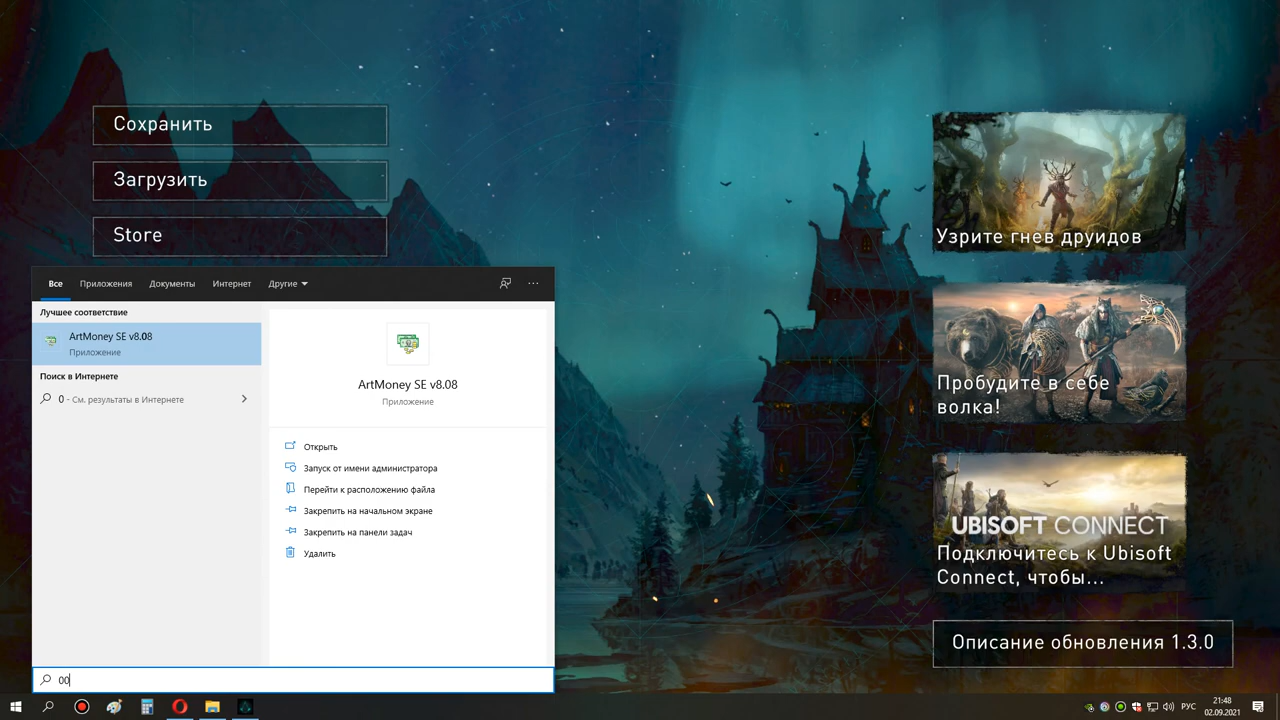 Сохранить
Загрузить
Store
Все
Приложения
Документы
Интернет
Другие
Лучшее соответствие
ArtMoney SE v8.08
Приложение
Поиск в Интернете
0 - См. результаты в Интернете
ArtMoney SE v8.08
Приложение
Открыть
Запуск от имени администратора
Перейти к расположению файла
Закрепить на начальном экране
Закрепить на панели задач
Удалить
00
Узрите гнев друидов
Пробудите в себе
волка!
UBISOFT CONNECT
Подключитесь к Ubisoft
Connect, чтобы...
Описание обновления 1.3.0
РУС
21:48
02.09.2021